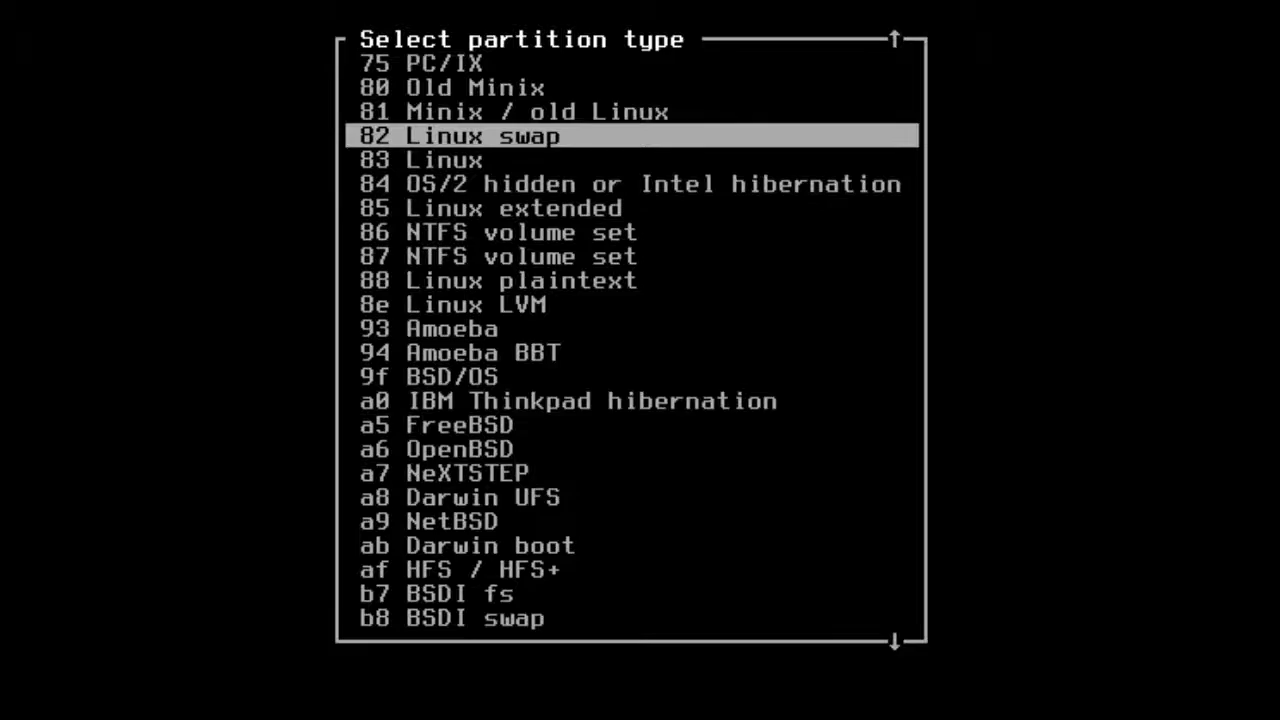 Select partition type ↑
75 PC/IX
80 Old Minix
81 Minix / old Linux
82 Linux swap
83 Linux
84 OS/2 hidden or Intel hibernation
85 Linux extended
86 NTFS volume set
87 NTFS volume set
88 Linux plaintext
8e Linux LVM
93 Amoeba
94 Amoeba BBT
9f BSD/OS
a0 IBM Thinkpad hibernation
a5 FreeBSD
a6 OpenBSD
a7 NeXTSTEP
a8 Darwin UFS
a9 NetBSD
ab Darwin boot
af HFS / HFS+
b7 BSDI fs
b8 BSDI swap
↓